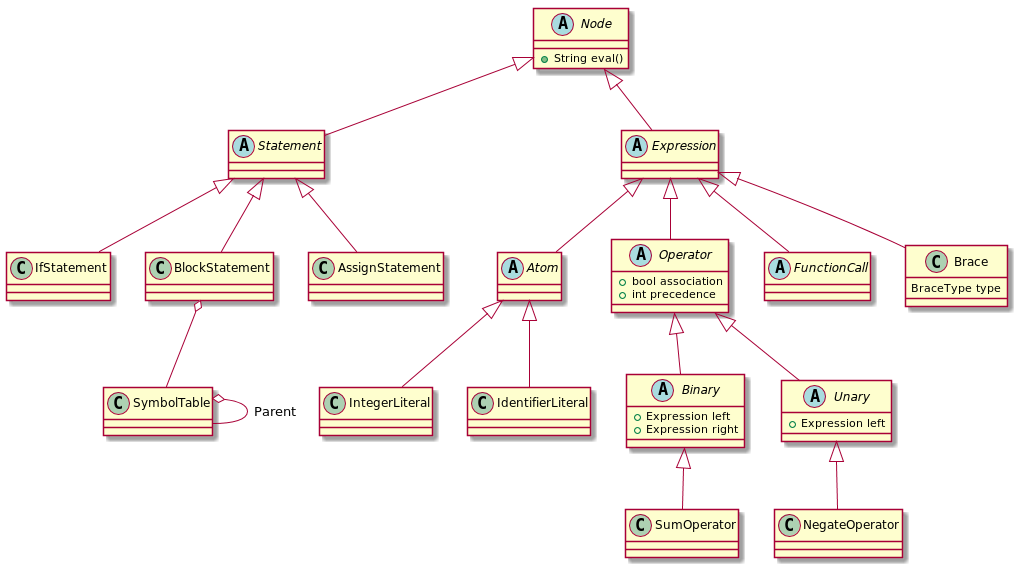 A Node
String eval()
A Statement
A Expression
C IfStatement
C BlockStatement
C AssignStatement
A Atom
A Operator
bool association
int precedence
A FunctionCall
C Brace
BraceType type
C SymbolTable
Parent
C IntegerLiteral
C IdentifierLiteral
A Binary
Expression left
Expression right
A Unary
Expression left
C SumOperator
C NegateOperator